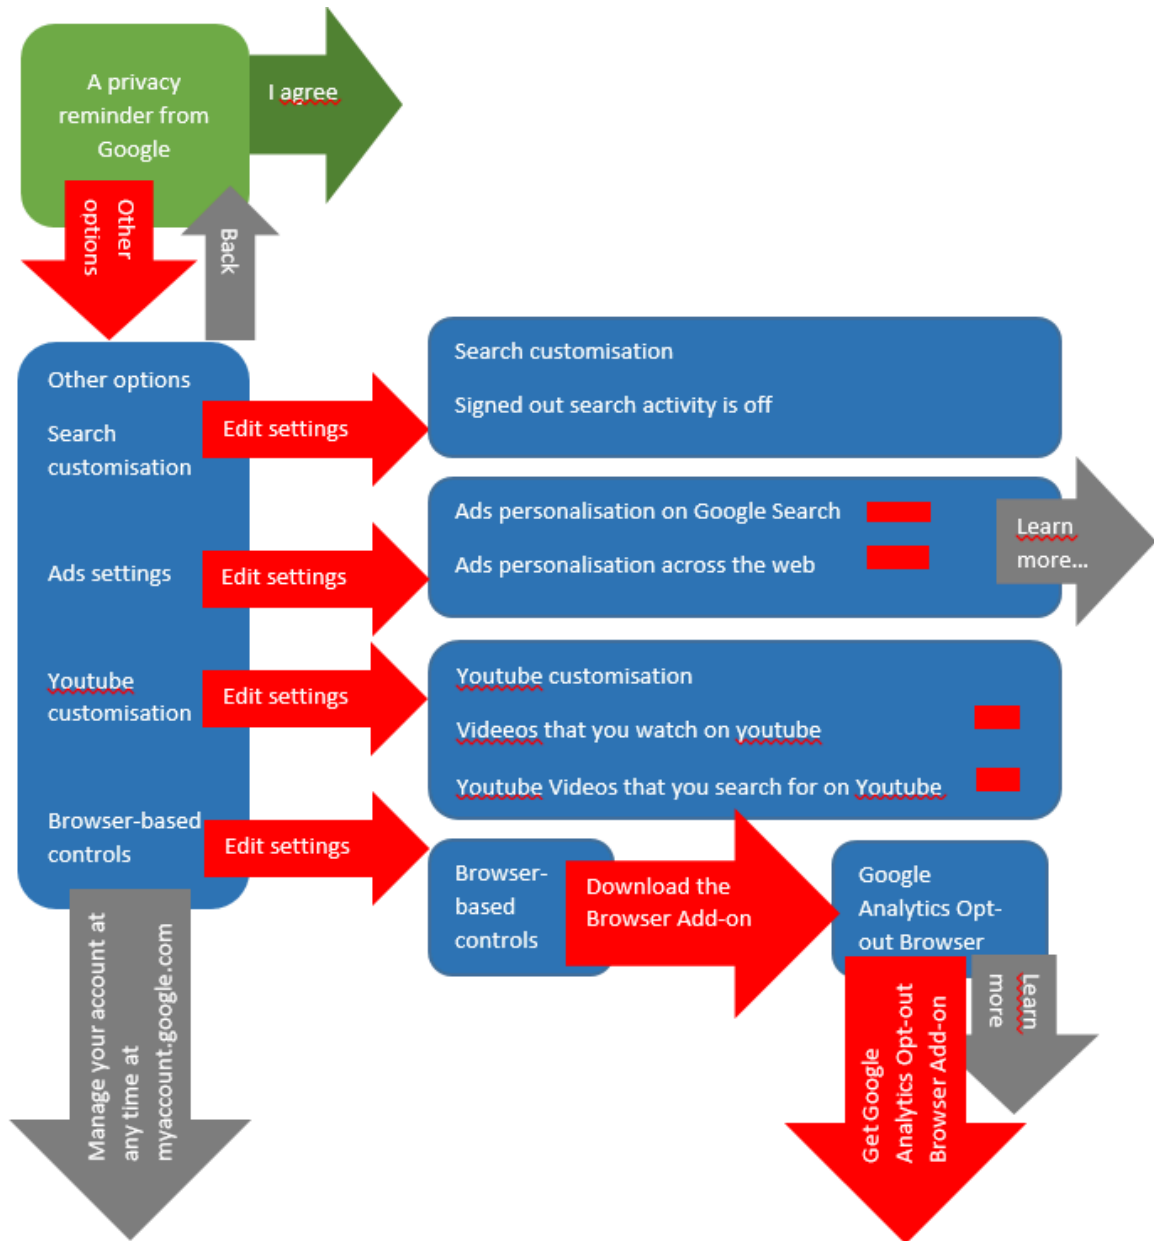 A privacy
reminder from
Google
I agree
Other
options
Back
Other options
Search
customisation
Edit settings
Ads settings
Edit settings
Youtube
customisation
Edit settings
Browser-based
controls
Edit settings
Manage your account at
any time at
myaccount.google.com
Search customisation
Signed out search activity is off
Ads personalisation on Google Search
Ads personalisation across the web
Learn
more...
Youtube customisation
Videeos that you watch on youtube
Youtube Videos that you search for on Youtube
Browser-
based
controls
Download the
Browser Add-on
Google
Analytics Opt-
out Browser
Get Google
Analytics Opt-out
Browser Add-on
Learn
more